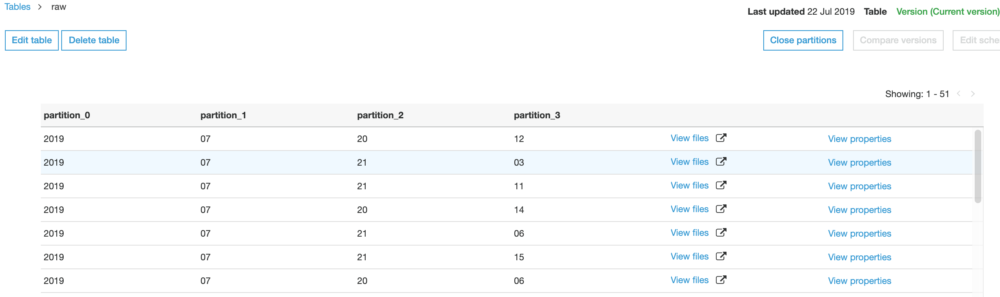 Tables > raw
Last updated 22 Jul 2019 Table Version (Current version)
Edit table Delete table Close partitions Compare versions Edit sche
Showing: 1 - 51 < >
partition_0 partition_1 partition_2 partition_3
2019 07 20 12 View files View properties
2019 07 21 03 View files View properties
2019 07 21 11 View files View properties
2019 07 20 14 View files View properties
2019 07 21 06 View files View properties
2019 07 21 15 View files View properties
2019 07 20 06 View files View properties